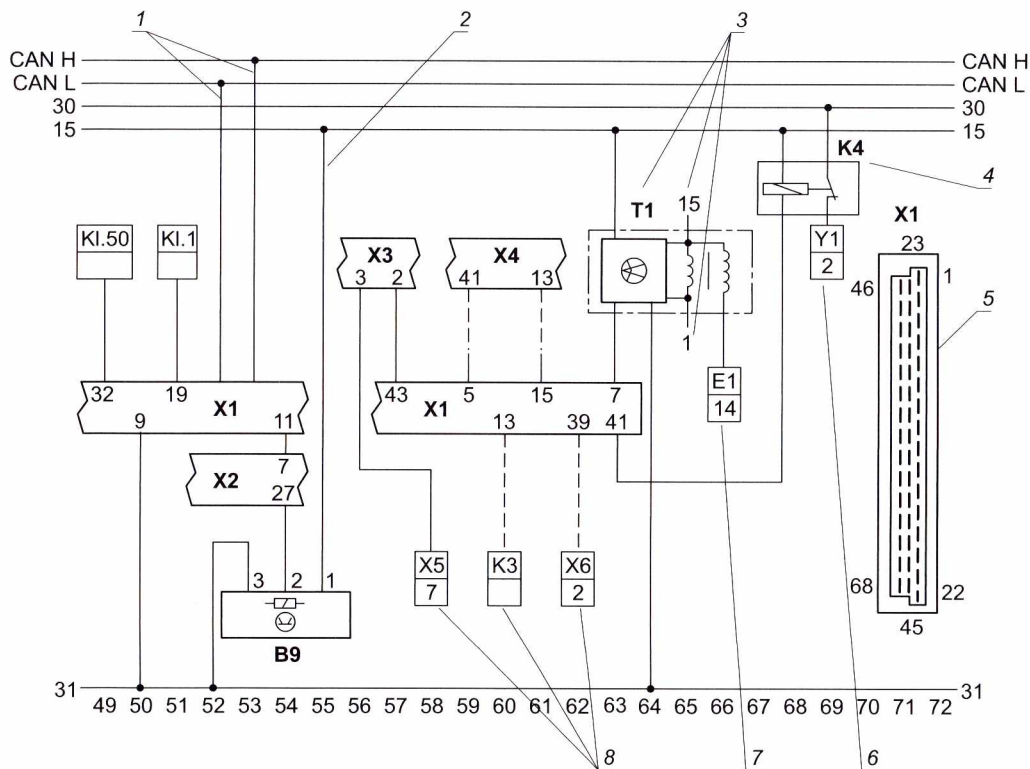 1 2 3
CAN H CAN H
CAN L CAN L
30 30
15 15
K4 4
T1 15 X1
Kl.50 Kl.1 X3 X4 Y1 23
3 2 41 13 2 46 1
5
1
E1
32 19 43 5 15 7 14
X1 X1
9 11 13 39 41
7
X2
27
X5 K3 X6 68 22
3 2 1 7 2 45
B9
31 31
49 50 51 52 53 54 55 56 57 58 59 60 61 62 63 64 65 66 67 68 69 70 71 72
8 7 6